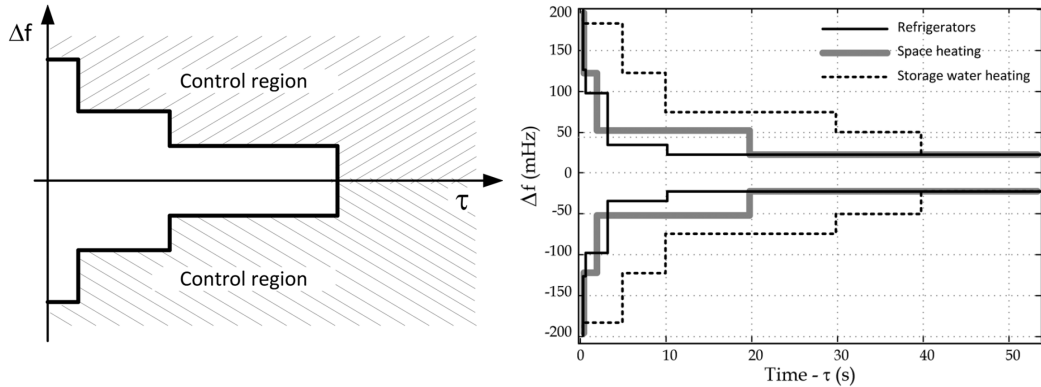 Δf
Control region
τ
Control region
200
150
100
50
0
-50
-100
-150
-200
Δf (mHz)
Refrigerators
Space heating
Storage water heating
0 10 20 30 40 50
Time - τ (s)